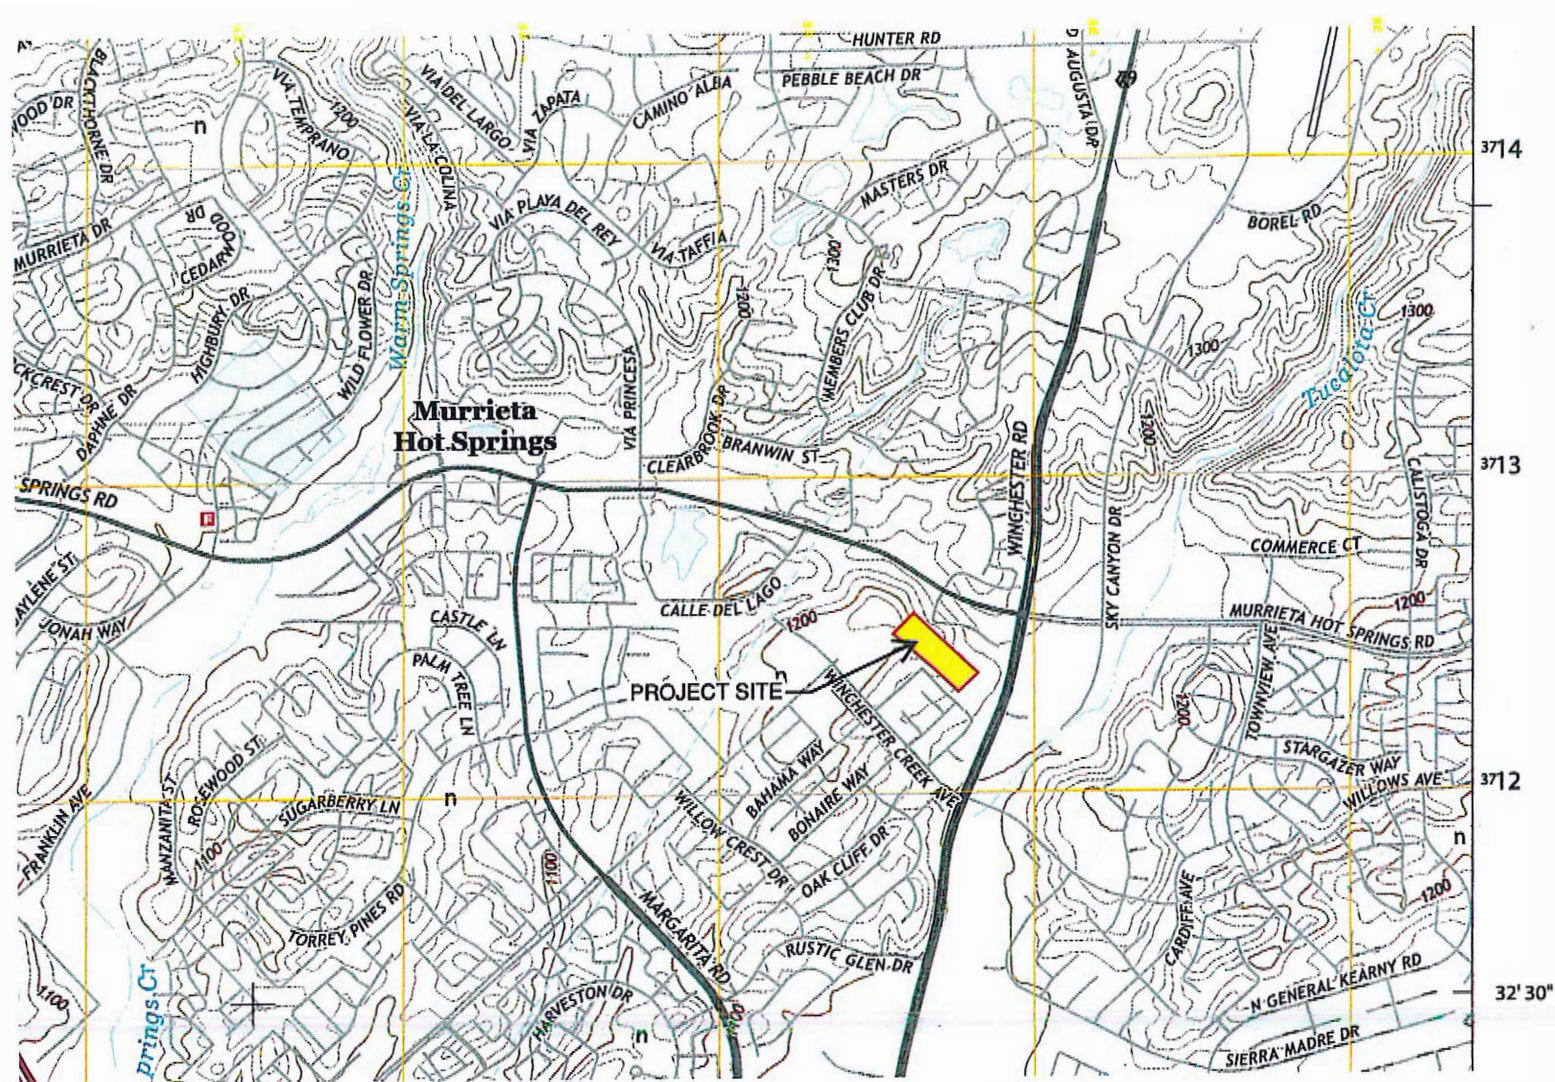 HUNTER RD
BLACKTHORNE DR
WOOD DR
VIA TEMPRANO
1200
VIA DEL LARGO
VIA LA COLINA
VIA ZAPATA
CAMINO ALBA
PEBBLE BEACH DR
AUGUSTA DR
79
n
3714
MASTERS DR
BOREL RD
MURRIETA DR
CEDARWOOD DR
Warm Springs Cr
VIA PLAYA DEL REY
VIA TAFFIA
1300
1200
MEMBERS CLUB DR
1300
1300
Tucalota Cr
HIGHBURY DR
WILD FLOWER DR
CKCREST DR
DAPHNE DR
VIA PRINCESA
Murrieta
Hot Springs
CLEARBROOK DR
BRANWIN ST
WINCHESTER RD
1200
3713
SPRINGS RD
F
SKY CANYON DR
COMMERCE CT
CALISTOGA DR
AYLENE ST
JONAH WAY
CASTLE LN
CALLE DEL LAGO
1200
1200
MURRIETA HOT SPRINGS RD
PALM TREE LN
PROJECT SITE
n
WINCHESTER CREEK AVE
1200
TOWNVIEW AVE
STARGAZER WAY
WILLOWS AVE
3712
ROSEWOOD ST
MANZANITA ST
SUGARBERRY LN
n
FRANKLIN AVE
1100
1100
BAHAMA WAY
BONAIRE WAY
WILLOW CREST DR
OAK CLIFF DR
n
1200
TORREY PINES RD
MARGARITA RD
RUSTIC GLEN DR
CARDIFF AVE
N GENERAL KEARNY RD
1100
prings Cr
HARVESTON DR
n
SIERRA MADRE DR
32'30"